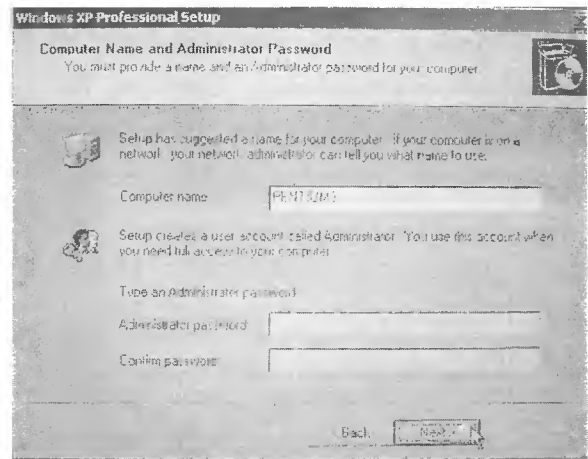 Windows XP Professional Setup
Computer Name and Administrator Password
You must provide a name and an Administrator password for your computer.
Setup has suggested a name for your computer. If your computer is on a
network, your network administrator can tell you what name to use.
Computer name:
Setup creates a user account called Administrator. You use this account when
you need full access to your computer.
Type an Administrator password.
Administrator password:
Confirm password:
Back
Next